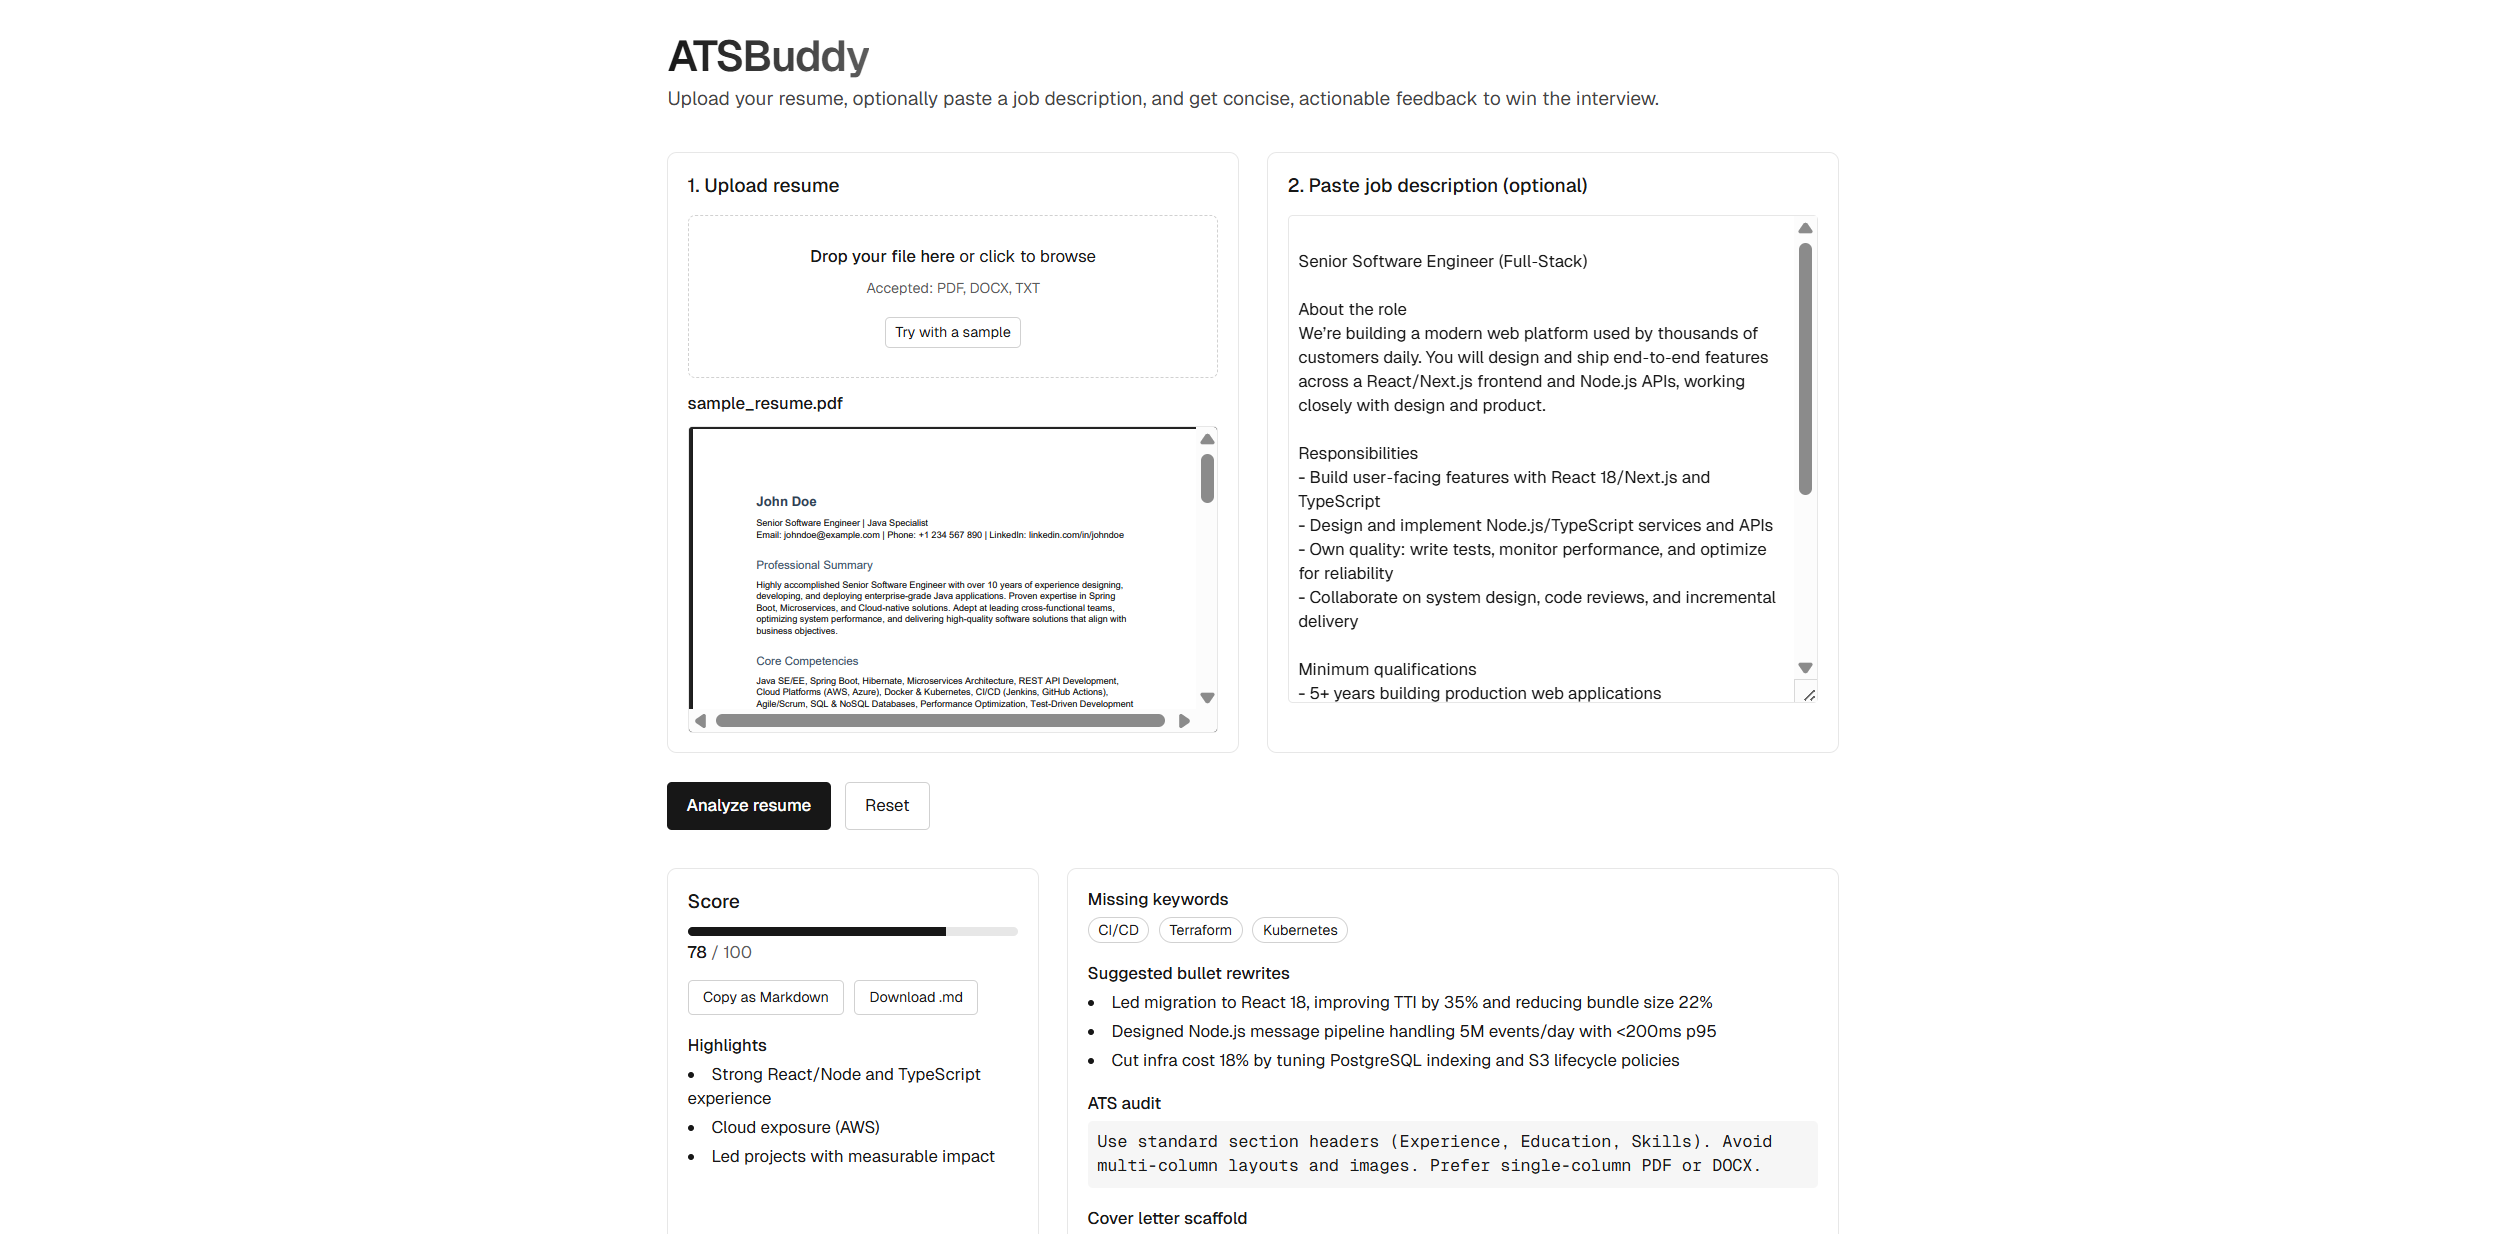 ATSBuddy
Upload your resume, optionally paste a job description, and get concise, actionable feedback to win the interview.
1. Upload resume
Drop your file here or click to browse
Accepted: PDF, DOCX, TXT
Try with a sample
sample_resume.pdf
John Doe
Senior Software Engineer | Java Specialist
Email: johndoe@example.com | Phone: +1 234 567 890 | LinkedIn: linkedin.com/in/johndoe
Professional Summary
Highly accomplished Senior Software Engineer with over 10 years of experience designing,
developing, and deploying enterprise-grade Java applications. Proven expertise in Spring
Boot, Microservices, and Cloud-native solutions. Adept at leading cross-functional teams,
optimizing system performance, and delivering high-quality software solutions that align with
business objectives.
Core Competencies
Java SE/EE, Spring Boot, Hibernate, Microservices Architecture, REST API Development,
Cloud Platforms (AWS, Azure), Docker & Kubernetes, CI/CD (Jenkins, GitHub Actions),
Agile/Scrum, SQL & NoSQL Databases, Performance Optimization, Test-Driven Development
2. Paste job description (optional)
Senior Software Engineer (Full-Stack)
About the role
We’re building a modern web platform used by thousands of
customers daily. You will design and ship end-to-end features
across a React/Next.js frontend and Node.js APIs, working
closely with design and product.
Responsibilities
- Build user-facing features with React 18/Next.js and
TypeScript
- Design and implement Node.js/TypeScript services and APIs
- Own quality: write tests, monitor performance, and optimize
for reliability
- Collaborate on system design, code reviews, and incremental
delivery
Minimum qualifications
- 5+ years building production web applications
Analyze resume
Reset
Score
78 / 100
Copy as Markdown
Download .md
Highlights
• Strong React/Node and TypeScript
experience
• Cloud exposure (AWS)
• Led projects with measurable impact
Missing keywords
CI/CD
Terraform
Kubernetes
Suggested bullet rewrites
• Led migration to React 18, improving TTI by 35% and reducing bundle size 22%
• Designed Node.js message pipeline handling 5M events/day with <200ms p95
• Cut infra cost 18% by tuning PostgreSQL indexing and S3 lifecycle policies
ATS audit
Use standard section headers (Experience, Education, Skills). Avoid
multi-column layouts and images. Prefer single-column PDF or DOCX.
Cover letter scaffold